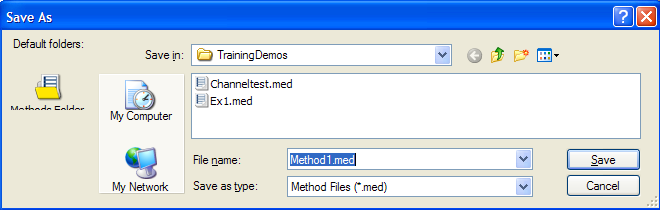 Save As
Default folders:
Save in: TrainingDemos
Methods Folder
My Computer
My Network
Channeltest.med
Ex1.med
File name: Method1.med
Save
Save as type: Method Files (*.med)
Cancel